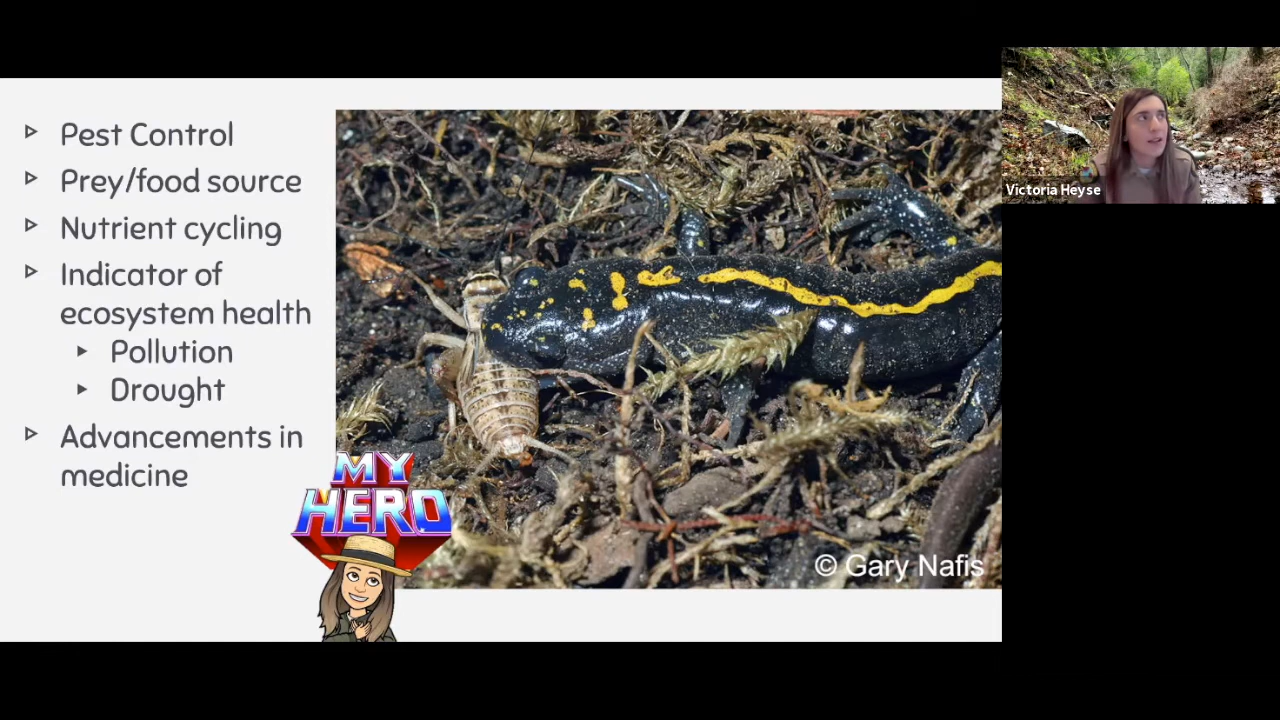 Pest Control
Prey/food source
Nutrient cycling
Indicator of
ecosystem health
Pollution
Drought
Advancements in
medicine
MY
HERO
© Gary Nafis
Victoria Heyse